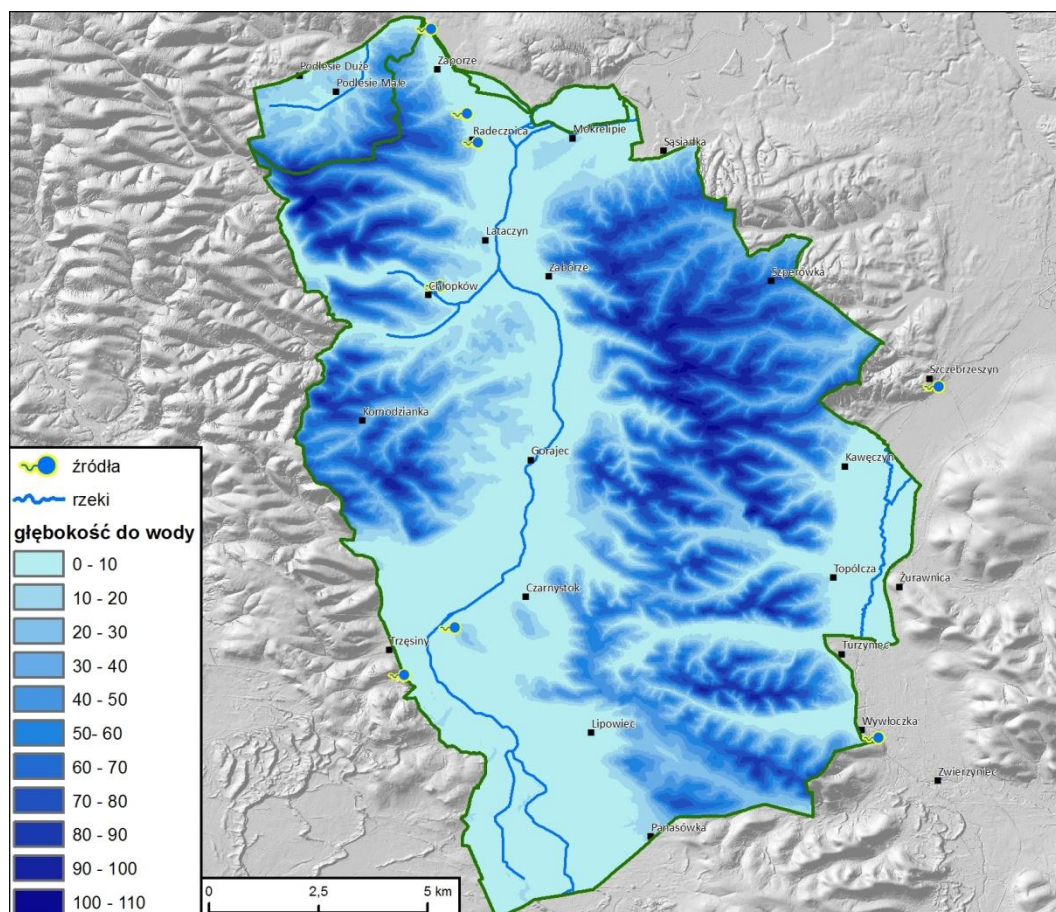 Podlesie Duże
Zaporze
Podlesie Małe
Radecznica
Mokrelipie
Sąsiadka
Lataczyn
Zaborze
Szperówka
Chłopków
Szczebrzeszyn
Komodzianka
Gorajec
Kawęczyn
Topólcza
Żurawnica
Czarnystok
Trzęsiny
Turzyniec
Lipowiec
Wywłoczka
Zwierzyniec
Panasówka
źródła
rzeki
głębokość do wody
0 - 10
10 - 20
20 - 30
30 - 40
40 - 50
50- 60
60 - 70
70 - 80
80 - 90
90 - 100
100 - 110
0 2,5 5 km